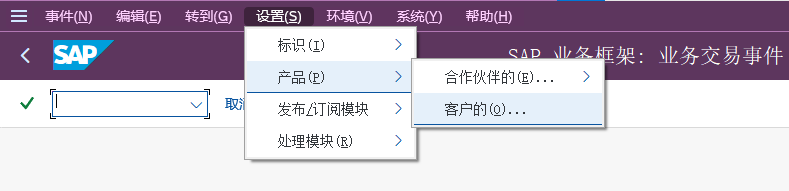 事件(N) 编辑(E) 转到(G) 设置(S) 环境(V) 系统(Y) 帮助(H)
SAP
SAP 业务框架: 业务交易事件
取消
标识(I)
产品(P)
发布/订阅模块
处理模块(R)
合作伙伴的(E)...
客户的(O)...